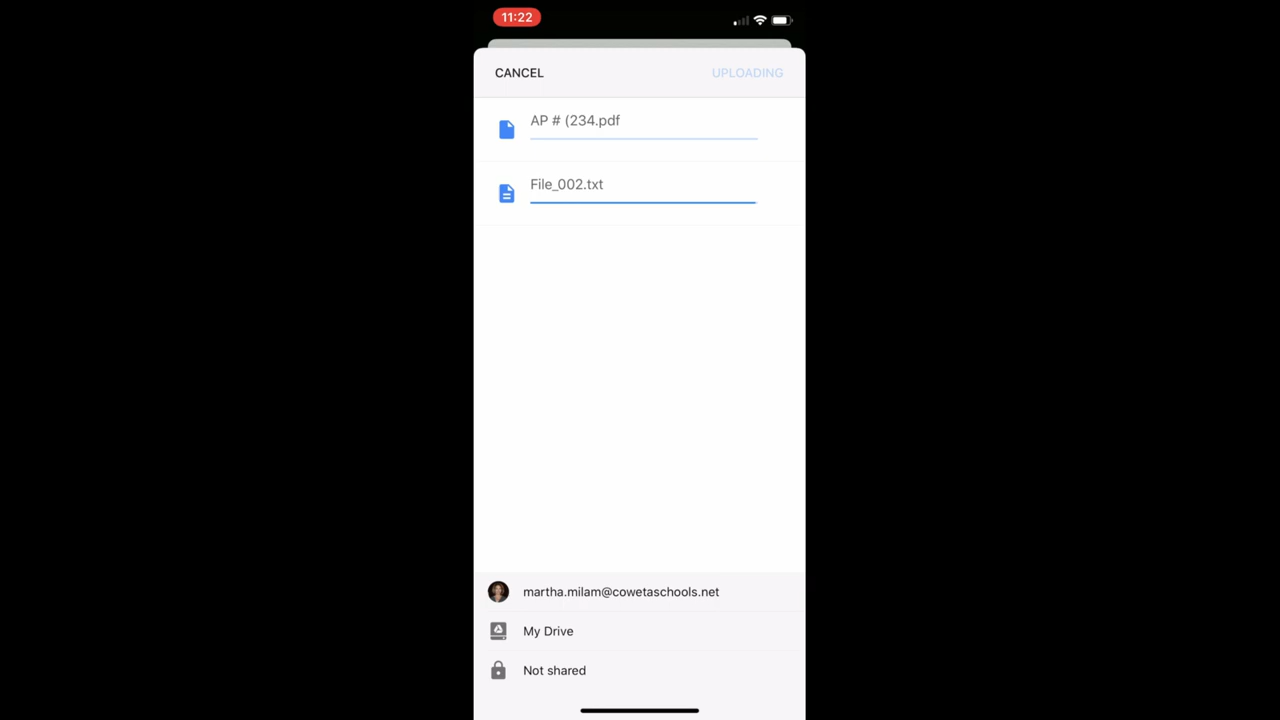 11:22
CANCEL UPLOADING
AP # (234.pdf
File_002.txt
martha.milam@cowetaschools.net
My Drive
Not shared